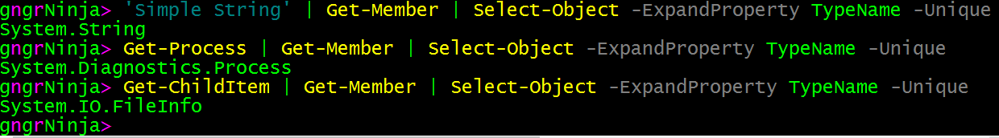 gngrNinja> 'Simple String' | Get-Member | Select-Object -ExpandProperty TypeName -Unique
System.String
gngrNinja> Get-Process | Get-Member | Select-Object -ExpandProperty TypeName -Unique
System.Diagnostics.Process
gngrNinja> Get-ChildItem | Get-Member | Select-Object -ExpandProperty TypeName -Unique
System.IO.FileInfo
gngrNinja>